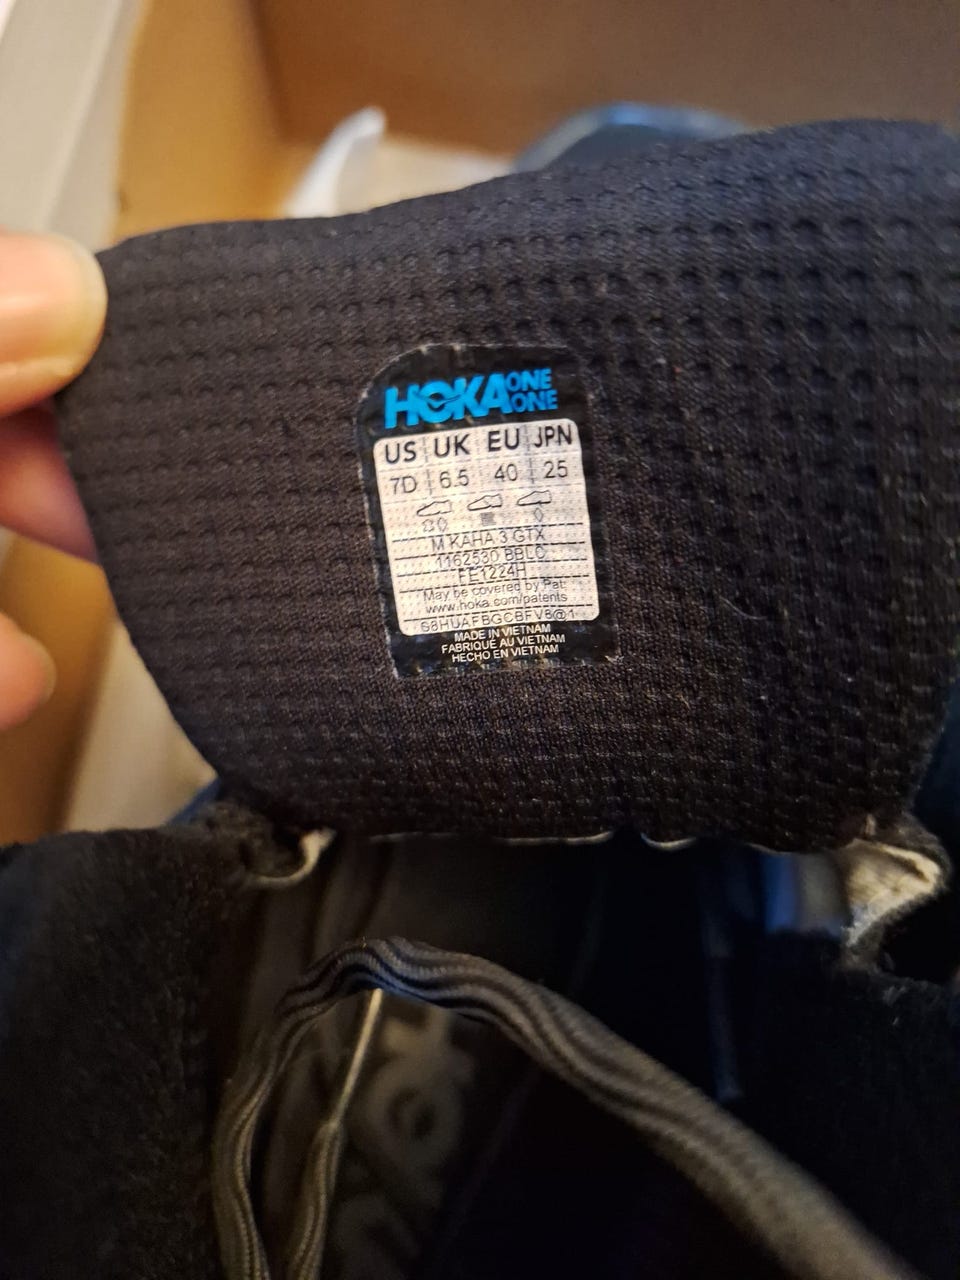 HOKA ONE ONE
US UK EU JPN
7D 6.5 40 25
M KAHA 3 GTX
1162530 BBLC
FE1224H
May be covered by Pat.
www.hoka.com/patents
MADE IN VIETNAM
FABRIQUÉ AU VIETNAM
HECHO EN VIETNAM